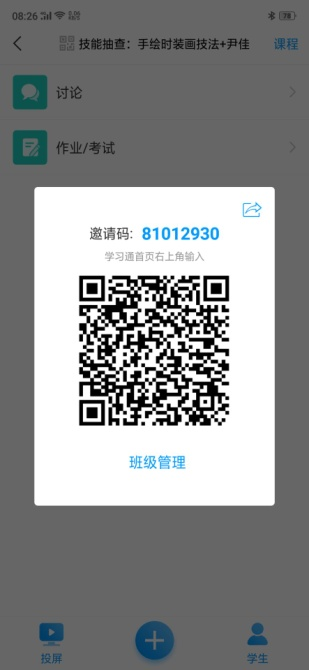 08:26
技能抽查：手绘时装画技法+尹佳
课程
讨论
作业/考试
邀请码: 81012930
学习通首页右上角输入
班级管理
投屏
学生